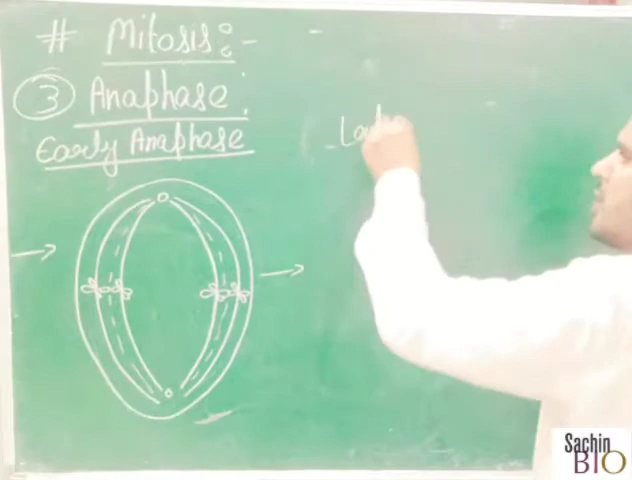 # Mitosis:-
③ Anaphase:
Early Anaphase
Sachin
BIO